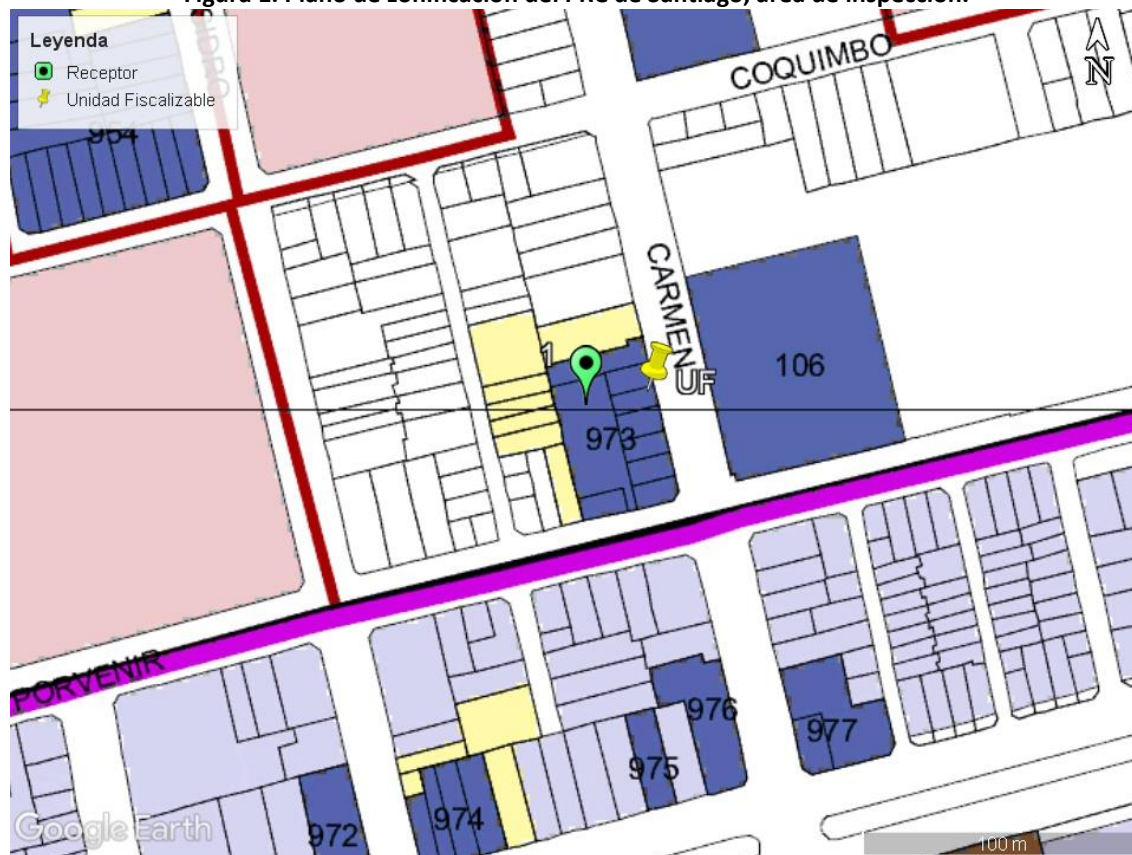 Figura 1. Plano de zonificación del PRC de Santiago, área de inspección.
Leyenda
Receptor
Unidad Fiscalizable
COQUIMBO
N
964
CARMEN
1
UF
106
973
PORVENIR
976
977
975
974
972
Google Earth
100 m